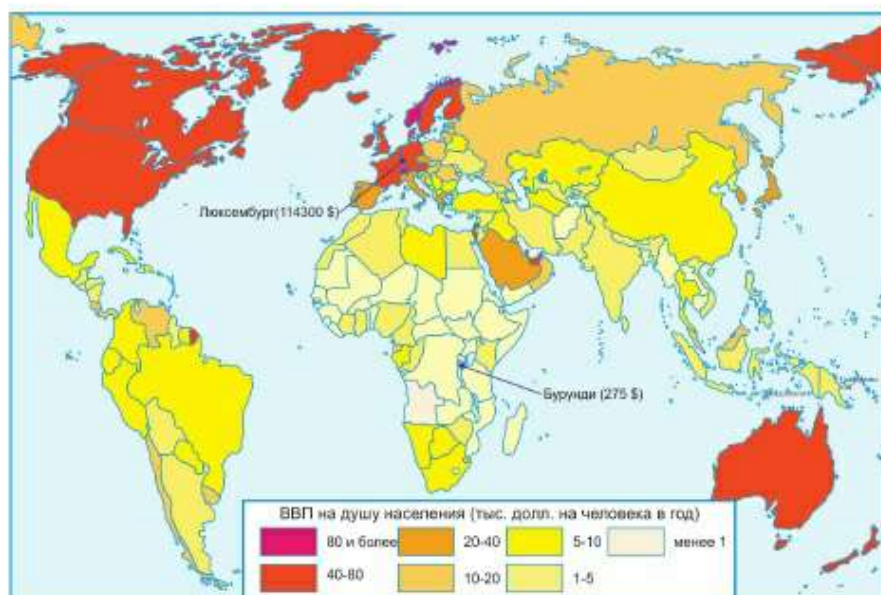 Люксембург(114300 $)
Бурунди (275 $)
ВВП на душу населения (тыс. долл. на человека в год)
80 и более
20-40
5-10
менее 1
40-80
10-20
1-5